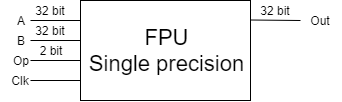 32 bit
A
32 bit
B
2 bit
Op
Clk
FPU
Single precision
32 bit
Out